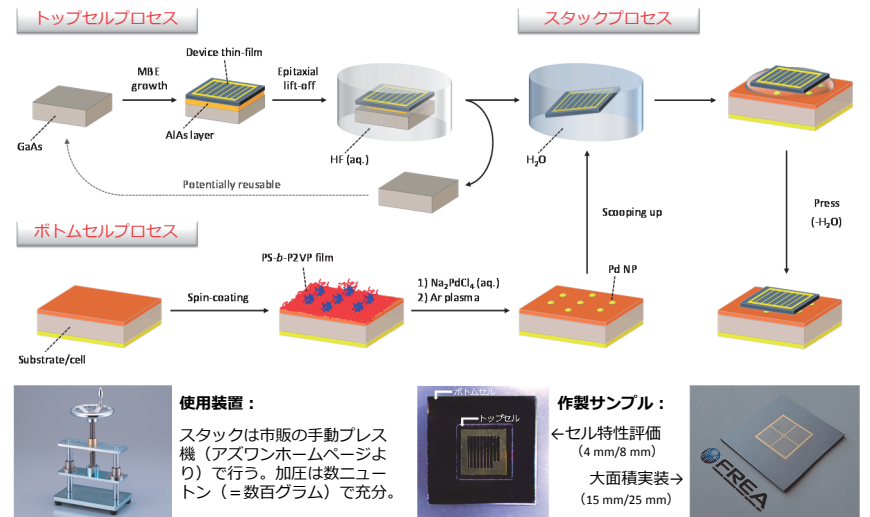 トップセルプロセス
スタックプロセス
Device thin-film
MBE
growth
Epitaxial
lift-off
GaAs
AlAs layer
HF (aq.)
H₂O
Potentially reusable
Scooping up
Press
(-H₂O)
ボトムセルプロセス
PS-b-P2VP film
Spin-coating
1) Na₂PdCl₄ (aq.)
2) Ar plasma
Pd NP
Substrate/cell
使用装置：
スタックは市販の手動プレス
機（アズワンホームページよ
り）で行う。加圧は数ニュー
トン（＝数百グラム）で充分。
ボトムセル
トップセル
作製サンプル：
←セル特性評価
（4 mm/8 mm）
大面積実装→
（15 mm/25 mm）
FREA